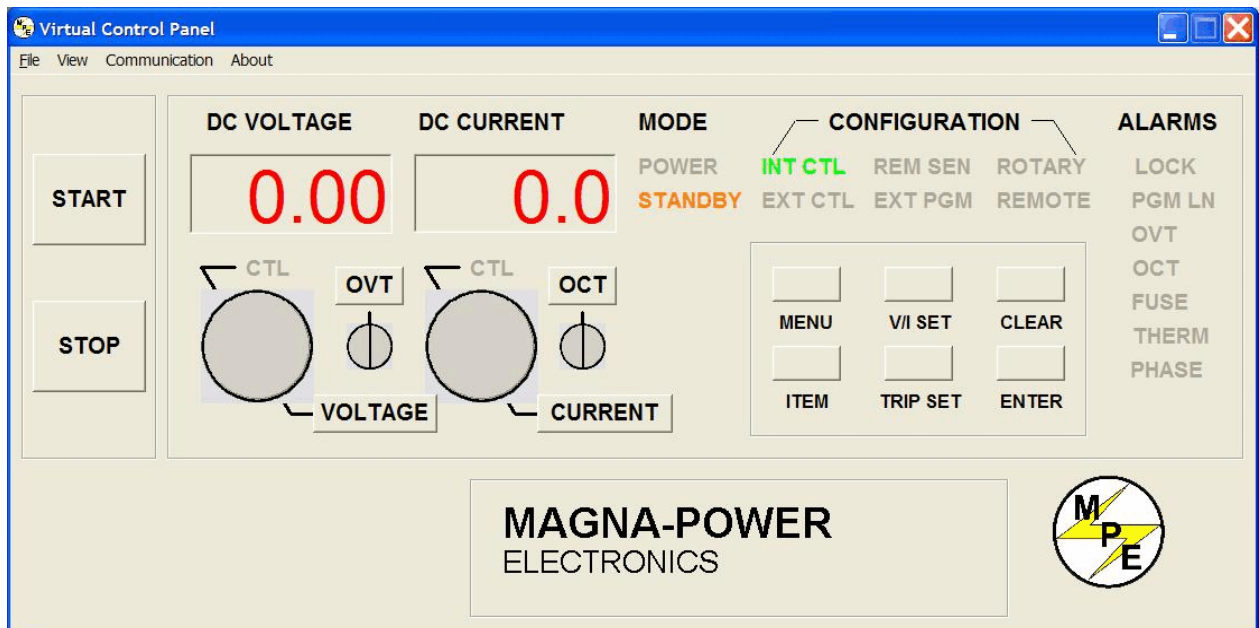 Virtual Control Panel
File View Communication About
DC VOLTAGE DC CURRENT MODE CONFIGURATION ALARMS
START
0.00 0.0
POWER INT CTL REM SEN ROTARY LOCK
STANDBY EXT CTL EXT PGM REMOTE PGM LN
OVT
OCT
FUSE
THERM
PHASE
CTL OVT CTL OCT
VOLTAGE CURRENT
STOP
MENU V/I SET CLEAR
ITEM TRIP SET ENTER
MAGNA-POWER
ELECTRONICS
MPE